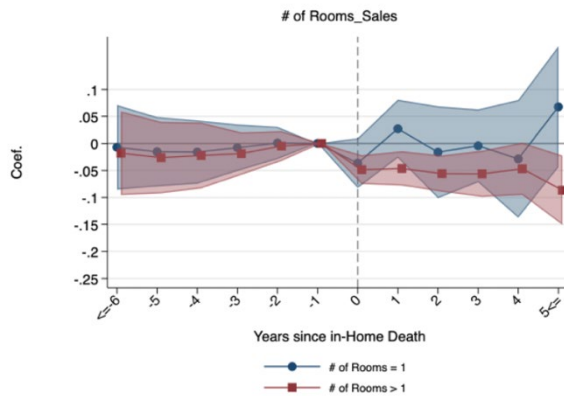 # of Rooms_Sales
Coef.
.1
.05
0
-.05
-.1
-.15
-.2
-.25
<=-6 -5 -4 -3 -2 -1 0 1 2 3 4 5<=
Years since in-Home Death
# of Rooms = 1
# of Rooms > 1